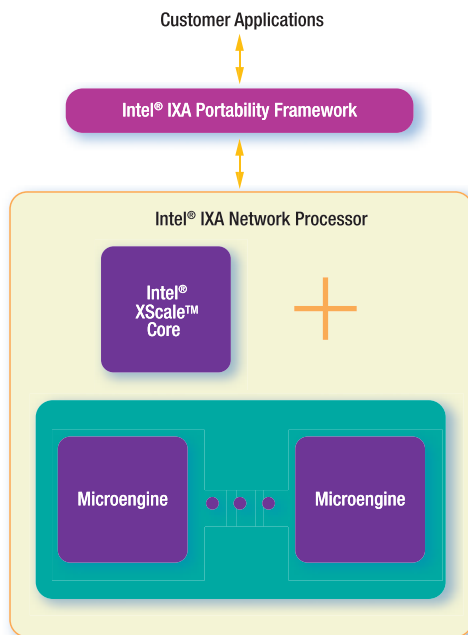 Customer Applications
Intel® IXA Portability Framework
Intel® IXA Network Processor
Intel®
XScale™
Core
Microengine
Microengine